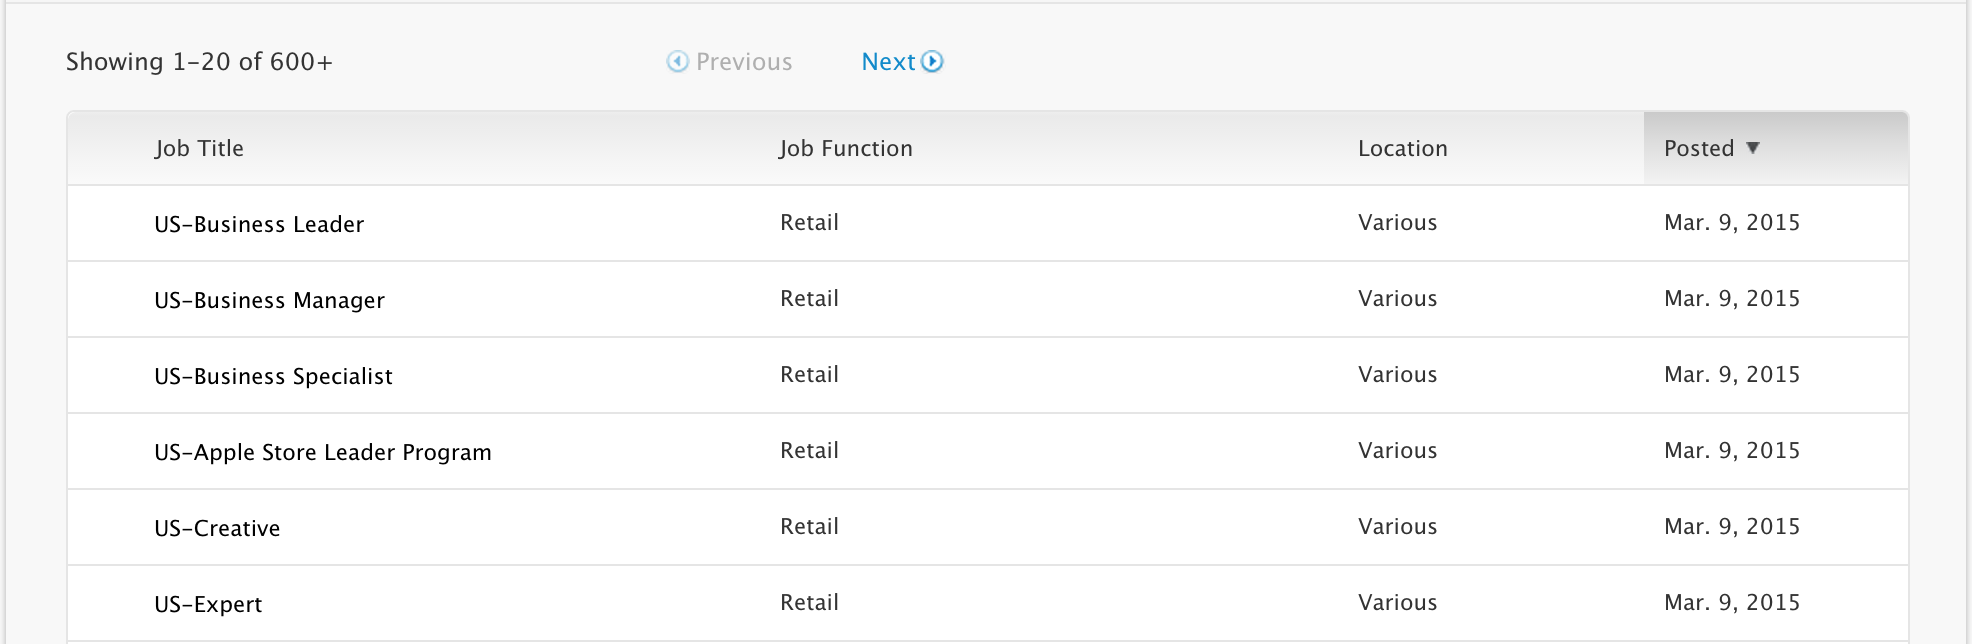 Showing 1–20 of 600+ Previous Next
Job Title Job Function Location Posted ▼
US-Business Leader Retail Various Mar. 9, 2015
US-Business Manager Retail Various Mar. 9, 2015
US-Business Specialist Retail Various Mar. 9, 2015
US-Apple Store Leader Program Retail Various Mar. 9, 2015
US-Creative Retail Various Mar. 9, 2015
US-Expert Retail Various Mar. 9, 2015